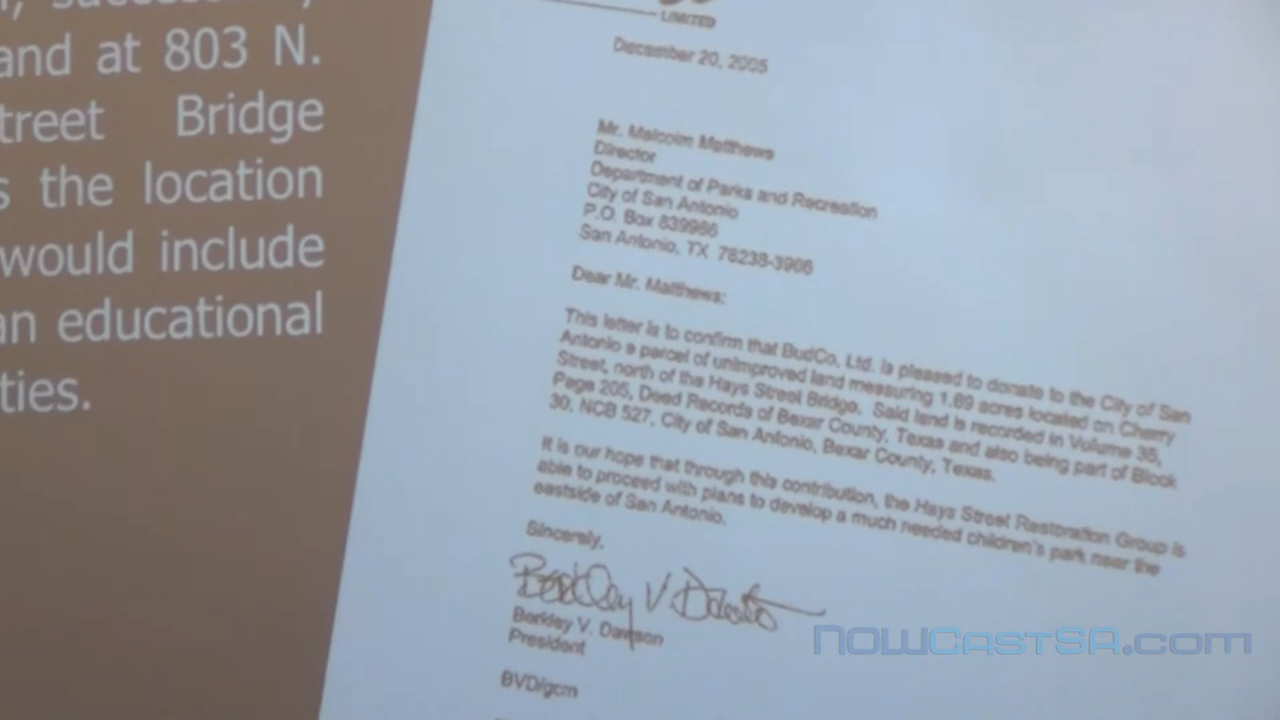 and at 803 N.
treet Bridge
s the location
would include
an educational
ties.
LIMITED
December 20, 2005
Mr. Malcolm Matthews
Director
Department of Parks and Recreation
City of San Antonio
P.O. Box 839966
San Antonio, TX 78238-3966
Dear Mr. Matthews:
This letter is to confirm that BudCo, Ltd. is pleased to donate to the City of San
Antonio a parcel of unimproved land measuring 1.69 acres located on Cherry
Street, north of the Hays Street Bridge. Said land is recorded in Volume 35,
Page 205, Deed Records of Bexar County, Texas and also being part of Block
30, NCB 527, City of San Antonio, Bexar County, Texas.
It is our hope that through this contribution, the Hays Street Restoration Group is
able to proceed with plans to develop a much needed children's park near the
eastside of San Antonio.
Sincerely,
Berkley V. Dawson
Berkley V. Dawson
President
BVD/gcm
NOWCASTSA.com